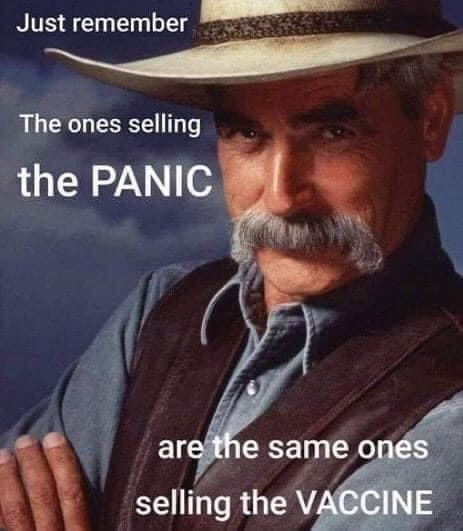 Just remember
The ones selling
the PANIC
are the same ones
selling the VACCINE